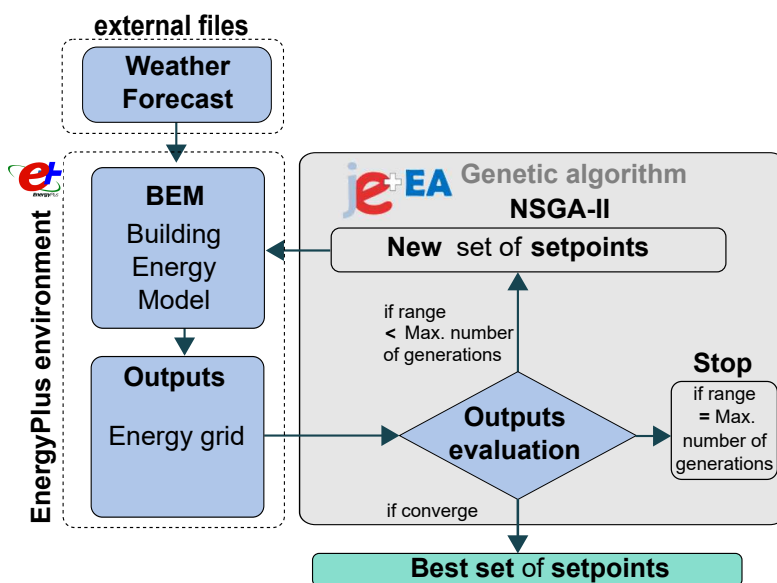 external files
Weather
Forecast
e+
EnergyPlus
EnergyPlus environment
BEM
Building
Energy
Model
Outputs
Energy grid
je+EA
Genetic algorithm
NSGA-II
New set of setpoints
if range
< Max. number
of generations
Outputs
evaluation
Stop
if range
= Max.
number of
generations
if converge
Best set of setpoints